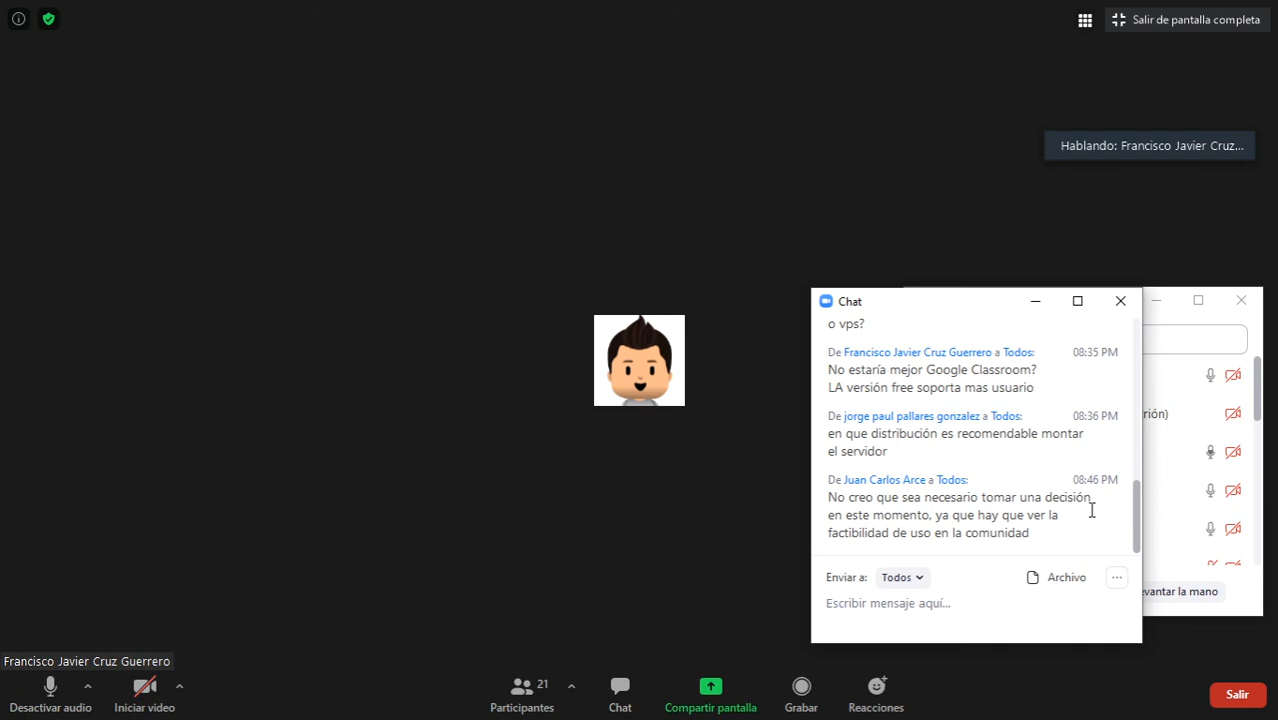 Salir de pantalla completa
Hablando: Francisco Javier Cruz...
Chat
o vps?
De Francisco Javier Cruz Guerrero a Todos: 08:35 PM
No estaría mejor Google Classroom?
LA versión free soporta mas usuario
De jorge paul pallares gonzalez a Todos: 08:36 PM
en que distribución es recomendable montar
el servidor
De Juan Carlos Arce a Todos: 08:46 PM
No creo que sea necesario tomar una decisión
en este momento, ya que hay que ver la
factibilidad de uso en la comunidad
rión)
Enviar a: Todos Archivo ...
evantar la mano
Escribir mensaje aquí...
Francisco Javier Cruz Guerrero
21
Desactivar audio Iniciar video Participantes Chat Compartir pantalla Grabar Reacciones Salir